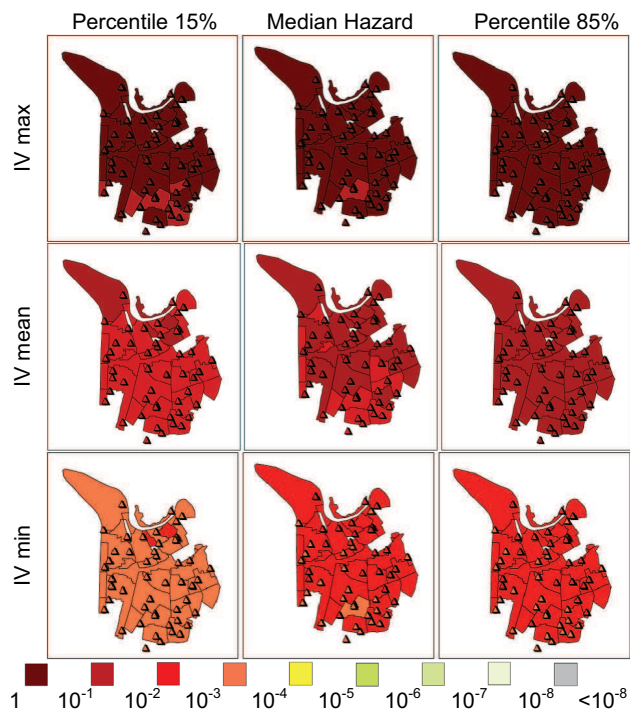 Percentile 15% Median Hazard Percentile 85%
IV max
IV mean
IV min
1 10⁻¹ 10⁻² 10⁻³ 10⁻⁴ 10⁻⁵ 10⁻⁶ 10⁻⁷ 10⁻⁸ <10⁻⁸